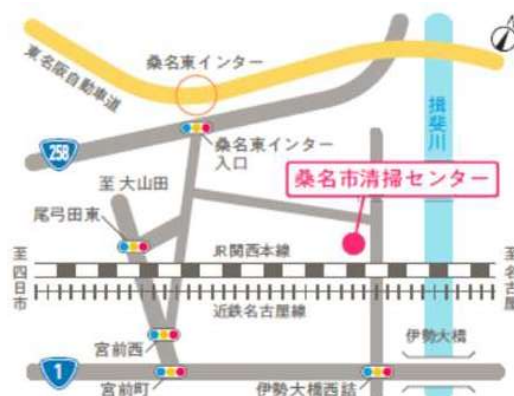 桑名東インター
東名阪自動車道
258
桑名東インター
入口
揖斐川
至 大山田
桑名市清掃センター
尾弓田東
JR関西本線
至四日市
至名古屋
近鉄名古屋線
宮前西
伊勢大橋
1
宮前町
伊勢大橋西詰